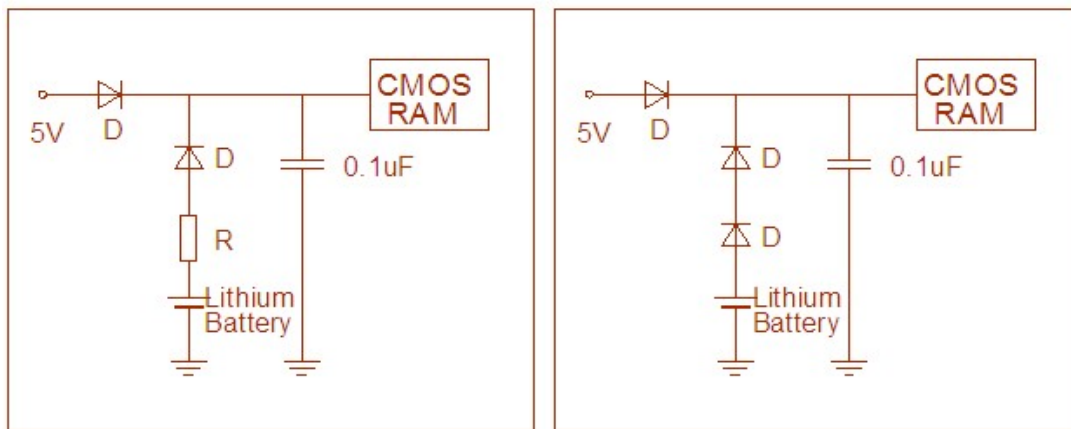 CMOS
RAM
5V
D
D
0.1uF
R
Lithium
Battery
CMOS
RAM
5V
D
D
0.1uF
D
Lithium
Battery